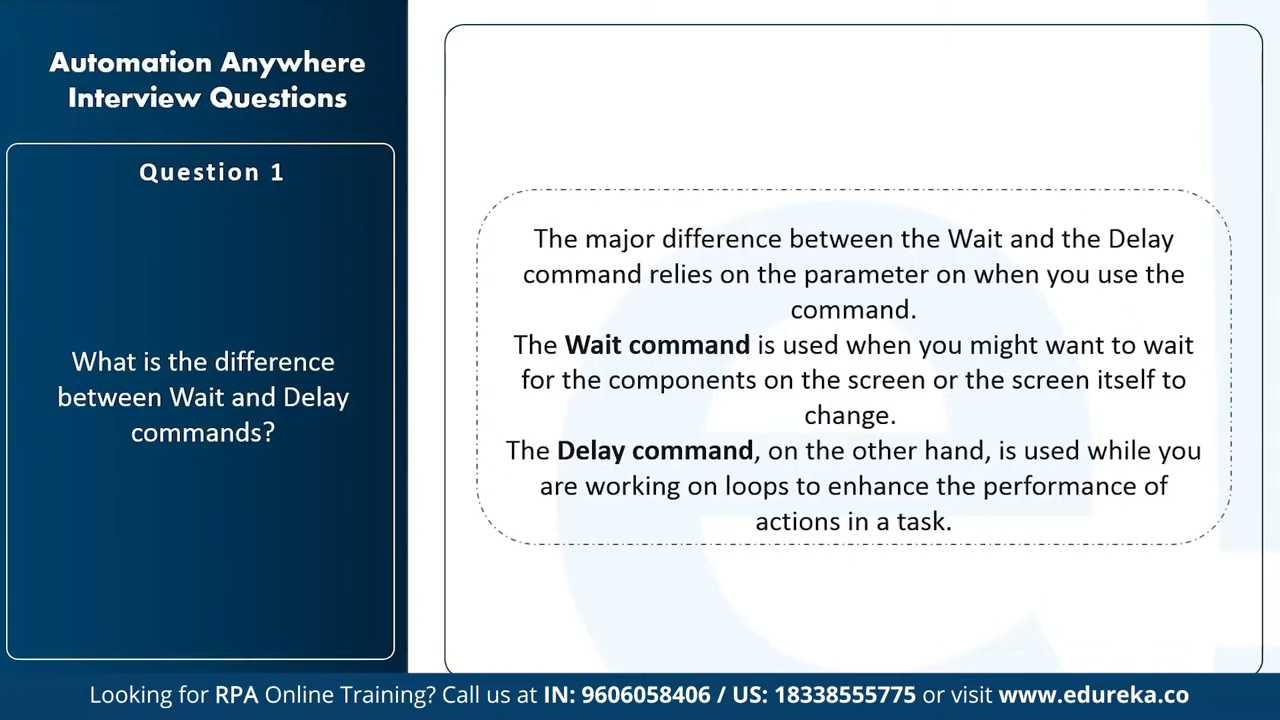 Automation Anywhere
Interview Questions
Question 1
What is the difference
between Wait and Delay
commands?
The major difference between the Wait and the Delay
command relies on the parameter on when you use the
command.
The Wait command is used when you might want to wait
for the components on the screen or the screen itself to
change.
The Delay command, on the other hand, is used while you
are working on loops to enhance the performance of
actions in a task.
Looking for RPA Online Training? Call us at IN: 9606058406 / US: 18338555775 or visit www.edureka.co